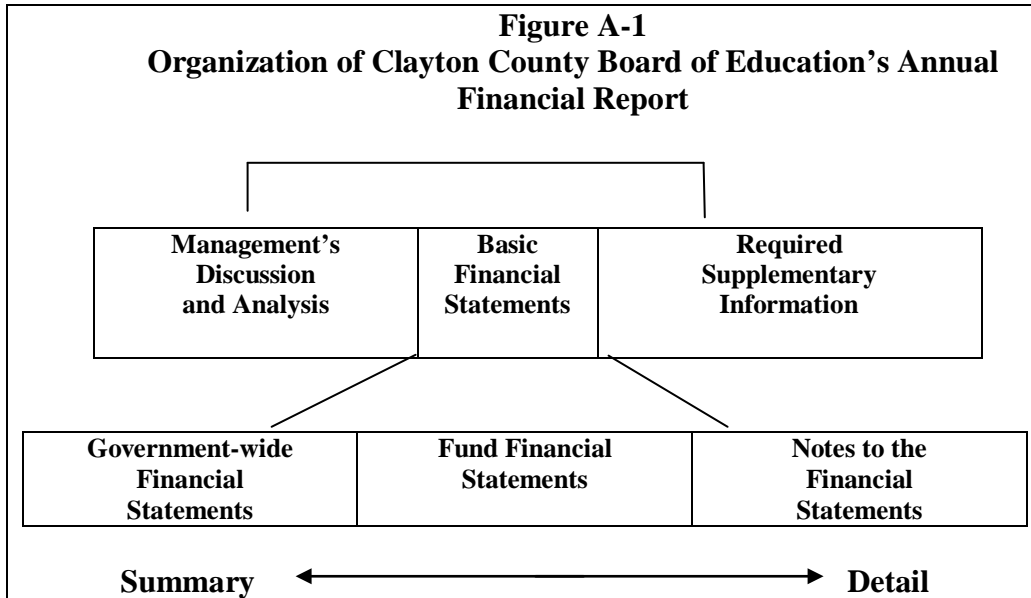 Figure A-1
Organization of Clayton County Board of Education’s Annual
Financial Report
Management’s
Discussion
and Analysis
Basic
Financial
Statements
Required
Supplementary
Information
Government-wide
Financial
Statements
Fund Financial
Statements
Notes to the
Financial
Statements
Summary
Detail